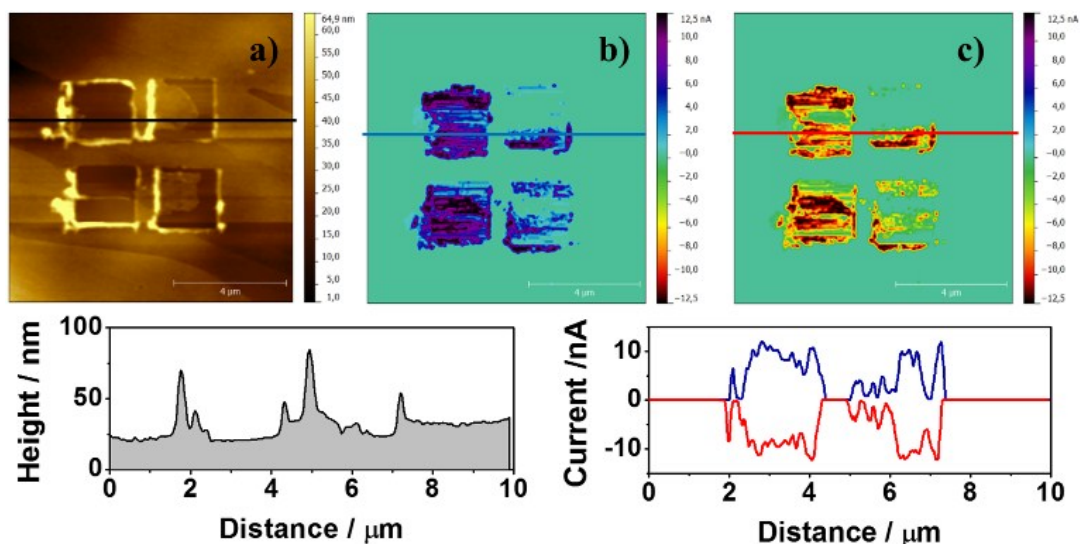 a)
4 μm
64,9 nm
60,0
55,0
50,0
45,0
40,0
35,0
30,0
25,0
20,0
15,0
10,0
5,0
1,0
b)
4 μm
12,5 nA
10,0
8,0
6,0
4,0
2,0
0,0
−2,0
−4,0
−6,0
−8,0
−10,0
−12,5
c)
4 μm
12,5 nA
10,0
8,0
6,0
4,0
2,0
0,0
−2,0
−4,0
−6,0
−8,0
−10,0
−12,5
Height / nm
100
50
0
0 2 4 6 8 10
Distance / μm
Current /nA
10
0
-10
0 2 4 6 8 10
Distance / μm